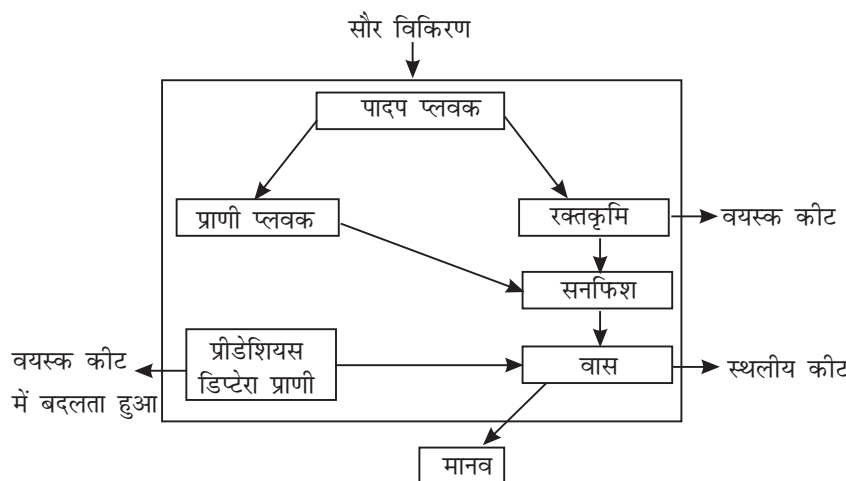 सौर विकिरण
पादप प्लवक
प्राणी प्लवक
रक्तकृमि
वयस्क कीट
सनफिश
प्रीडेशियस
डिप्टेरा प्राणी
वयस्क कीट
में बदलता हुआ
वास
स्थलीय कीट
मानव